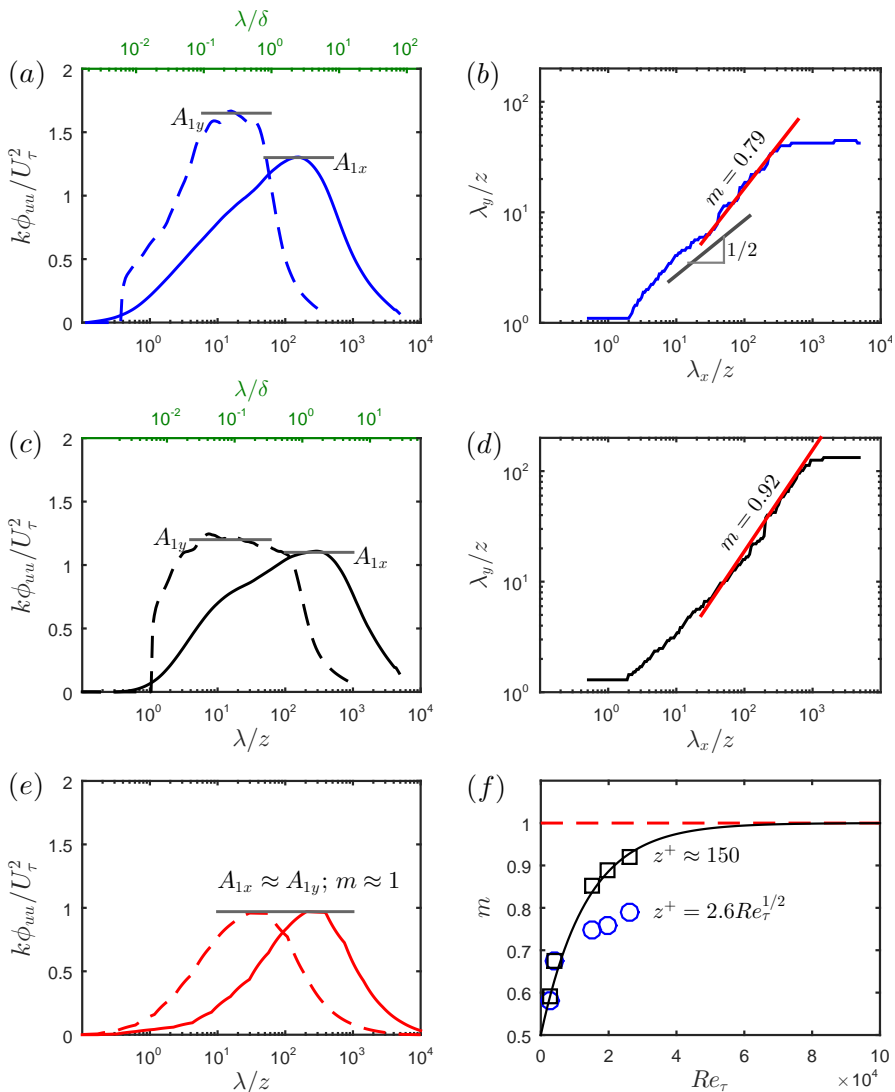 λ/δ
10^-2 10^-1 10^0 10^1 10^2
(a)
2
1.5
1
0.5
0
kφ_uu/U_τ^2
A_1y
A_1x
10^0 10^1 10^2 10^3 10^4
(b)
10^2
10^1
10^0
λ_y/z
m = 0.79
1/2
10^0 10^1 10^2 10^3 10^4
λ_x/z
λ/δ
10^-2 10^-1 10^0 10^1
(c)
2
1.5
1
0.5
0
kφ_uu/U_τ^2
A_1y
A_1x
10^0 10^1 10^2 10^3 10^4
λ/z
(d)
10^2
10^1
10^0
λ_y/z
m = 0.92
10^0 10^1 10^2 10^3 10^4
λ_x/z
(e)
2
1.5
1
0.5
0
kφ_uu/U_τ^2
A_1x ≈ A_1y; m ≈ 1
10^0 10^1 10^2 10^3 10^4
λ/z
(f)
1
0.9
0.8
0.7
0.6
0.5
m
z^+ ≈ 150
z^+ = 2.6Re_τ^1/2
0 2 4 6 8 10
Re_τ
× 10^4